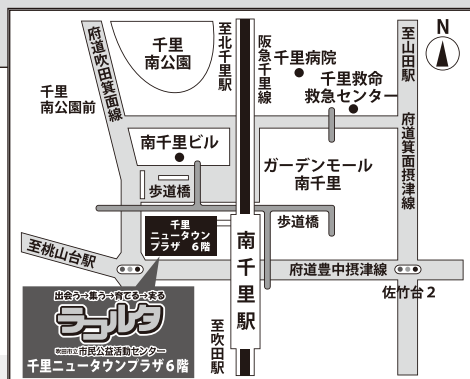 府道吹田箕面線
千里
南公園
至北千里駅
阪急千里線
千里病院
千里救命
救急センター
至山田駅
N
千里
南公園前
南千里ビル
ガーデンモール
南千里
府道箕面摂津線
歩道橋
千里
ニュータウン
プラザ 6階
歩道橋
至桃山台駅
南千里駅
府道豊中摂津線
佐竹台2
出会う→集う→育てる→実る
ラコルタ
吹田市立市民公益活動センター
千里ニュータウンプラザ6階
至吹田駅